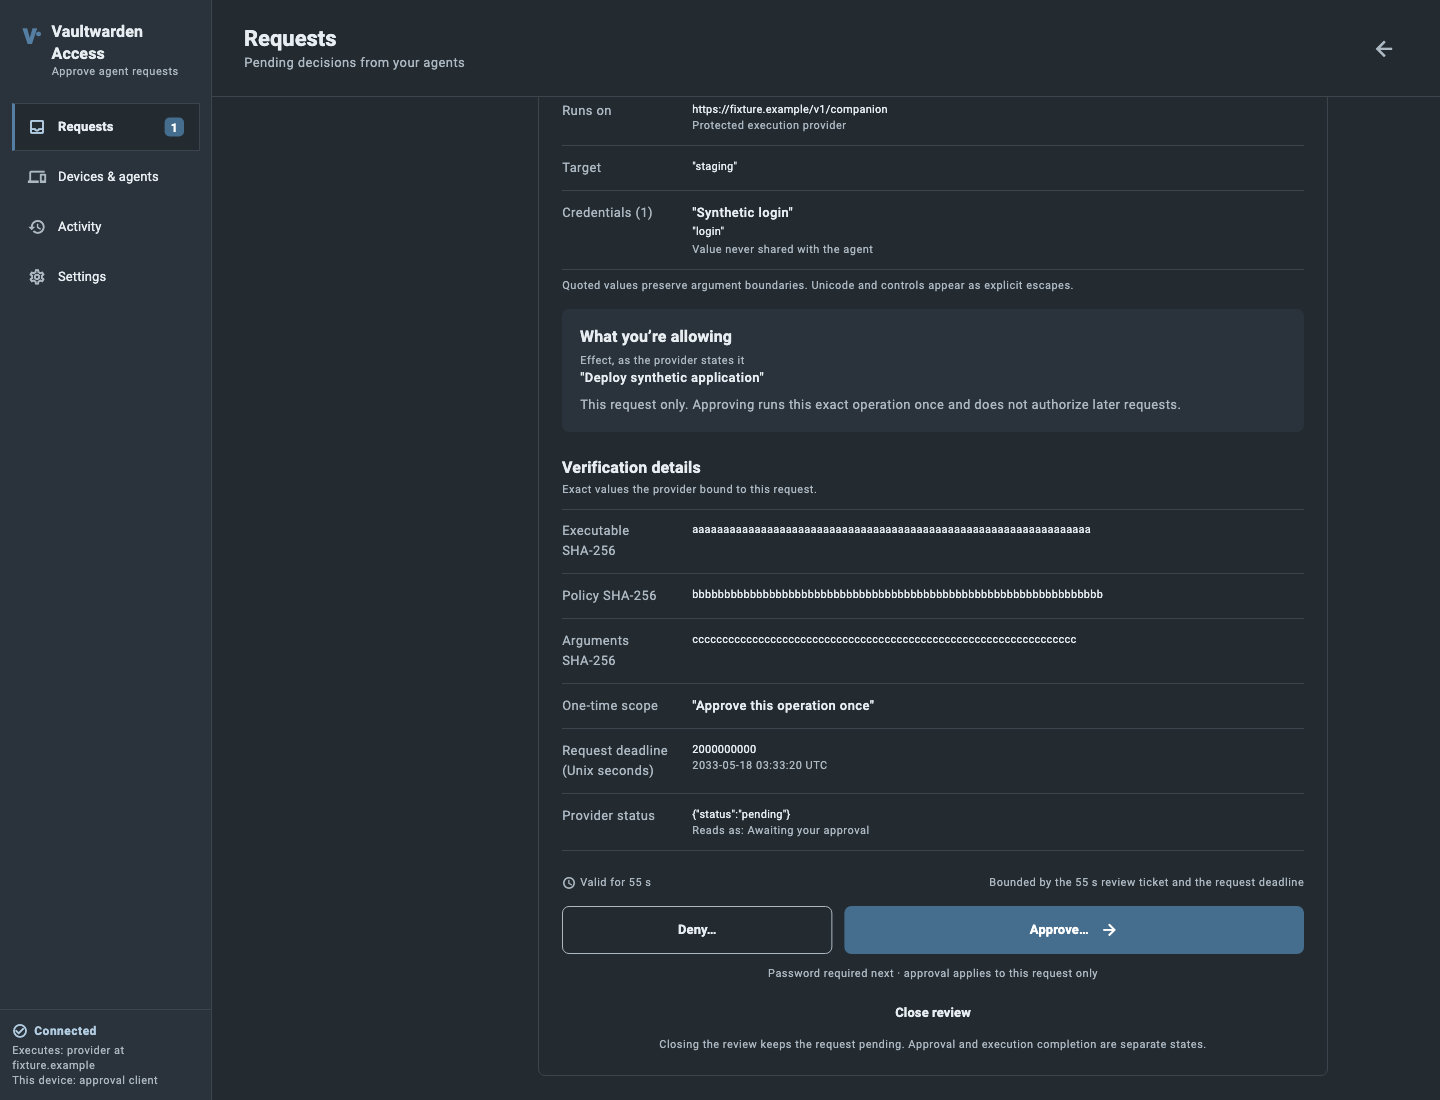 Vaultwarden
Access
Approve agent requests
Requests
1
Devices & agents
Activity
Settings
Connected
Executes: provider at
fixture.example
This device: approval client
Requests
Pending decisions from your agents
Runs on
https://fixture.example/v1/companion
Protected execution provider
Target
"staging"
Credentials (1)
"Synthetic login"
"login"
Value never shared with the agent
Quoted values preserve argument boundaries. Unicode and controls appear as explicit escapes.
What you’re allowing
Effect, as the provider states it
"Deploy synthetic application"
This request only. Approving runs this exact operation once and does not authorize later requests.
Verification details
Exact values the provider bound to this request.
Executable
SHA-256
aaaaaaaaaaaaaaaaaaaaaaaaaaaaaaaaaaaaaaaaaaaaaaaaaaaaaaaaaaaaaaaa
Policy SHA-256
bbbbbbbbbbbbbbbbbbbbbbbbbbbbbbbbbbbbbbbbbbbbbbbbbbbbbbbbbbbbbbbb
Arguments
SHA-256
cccccccccccccccccccccccccccccccccccccccccccccccccccccccccccccccc
One-time scope
"Approve this operation once"
Request deadline
(Unix seconds)
2000000000
2033-05-18 03:33:20 UTC
Provider status
{"status":"pending"}
Reads as: Awaiting your approval
Valid for 55 s
Bounded by the 55 s review ticket and the request deadline
Deny…
Approve…
Password required next · approval applies to this request only
Close review
Closing the review keeps the request pending. Approval and execution completion are separate states.